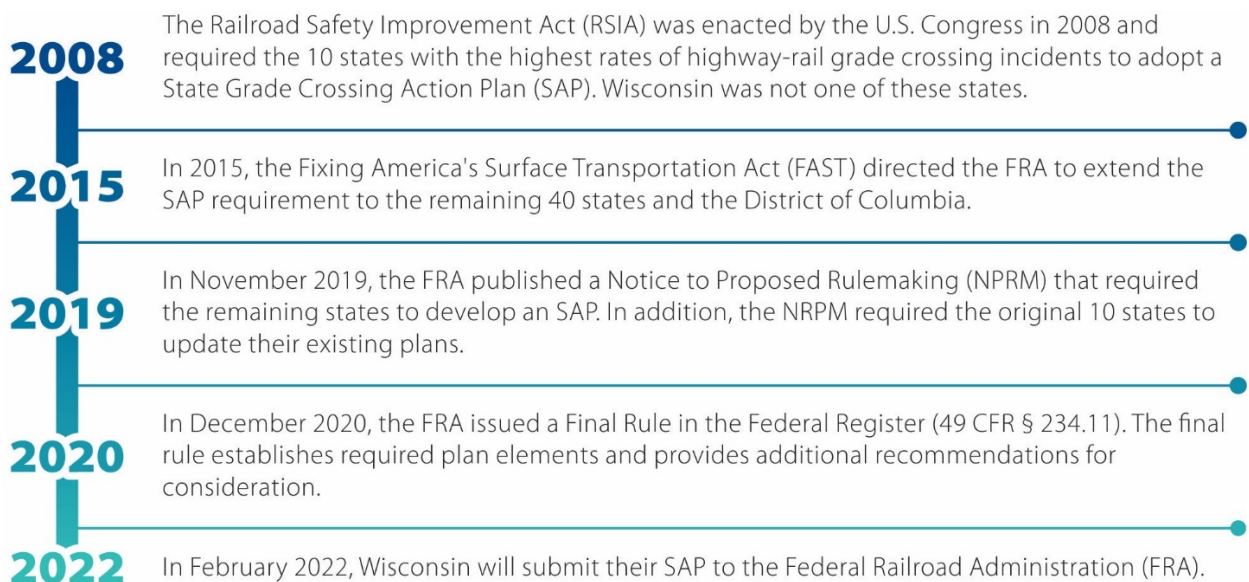 2008
The Railroad Safety Improvement Act (RSIA) was enacted by the U.S. Congress in 2008 and
required the 10 states with the highest rates of highway-rail grade crossing incidents to adopt a
State Grade Crossing Action Plan (SAP). Wisconsin was not one of these states.
2015
In 2015, the Fixing America's Surface Transportation Act (FAST) directed the FRA to extend the
SAP requirement to the remaining 40 states and the District of Columbia.
2019
In November 2019, the FRA published a Notice to Proposed Rulemaking (NPRM) that required
the remaining states to develop an SAP. In addition, the NRPM required the original 10 states to
update their existing plans.
2020
In December 2020, the FRA issued a Final Rule in the Federal Register (49 CFR § 234.11). The final
rule establishes required plan elements and provides additional recommendations for
consideration.
2022
In February 2022, Wisconsin will submit their SAP to the Federal Railroad Administration (FRA).